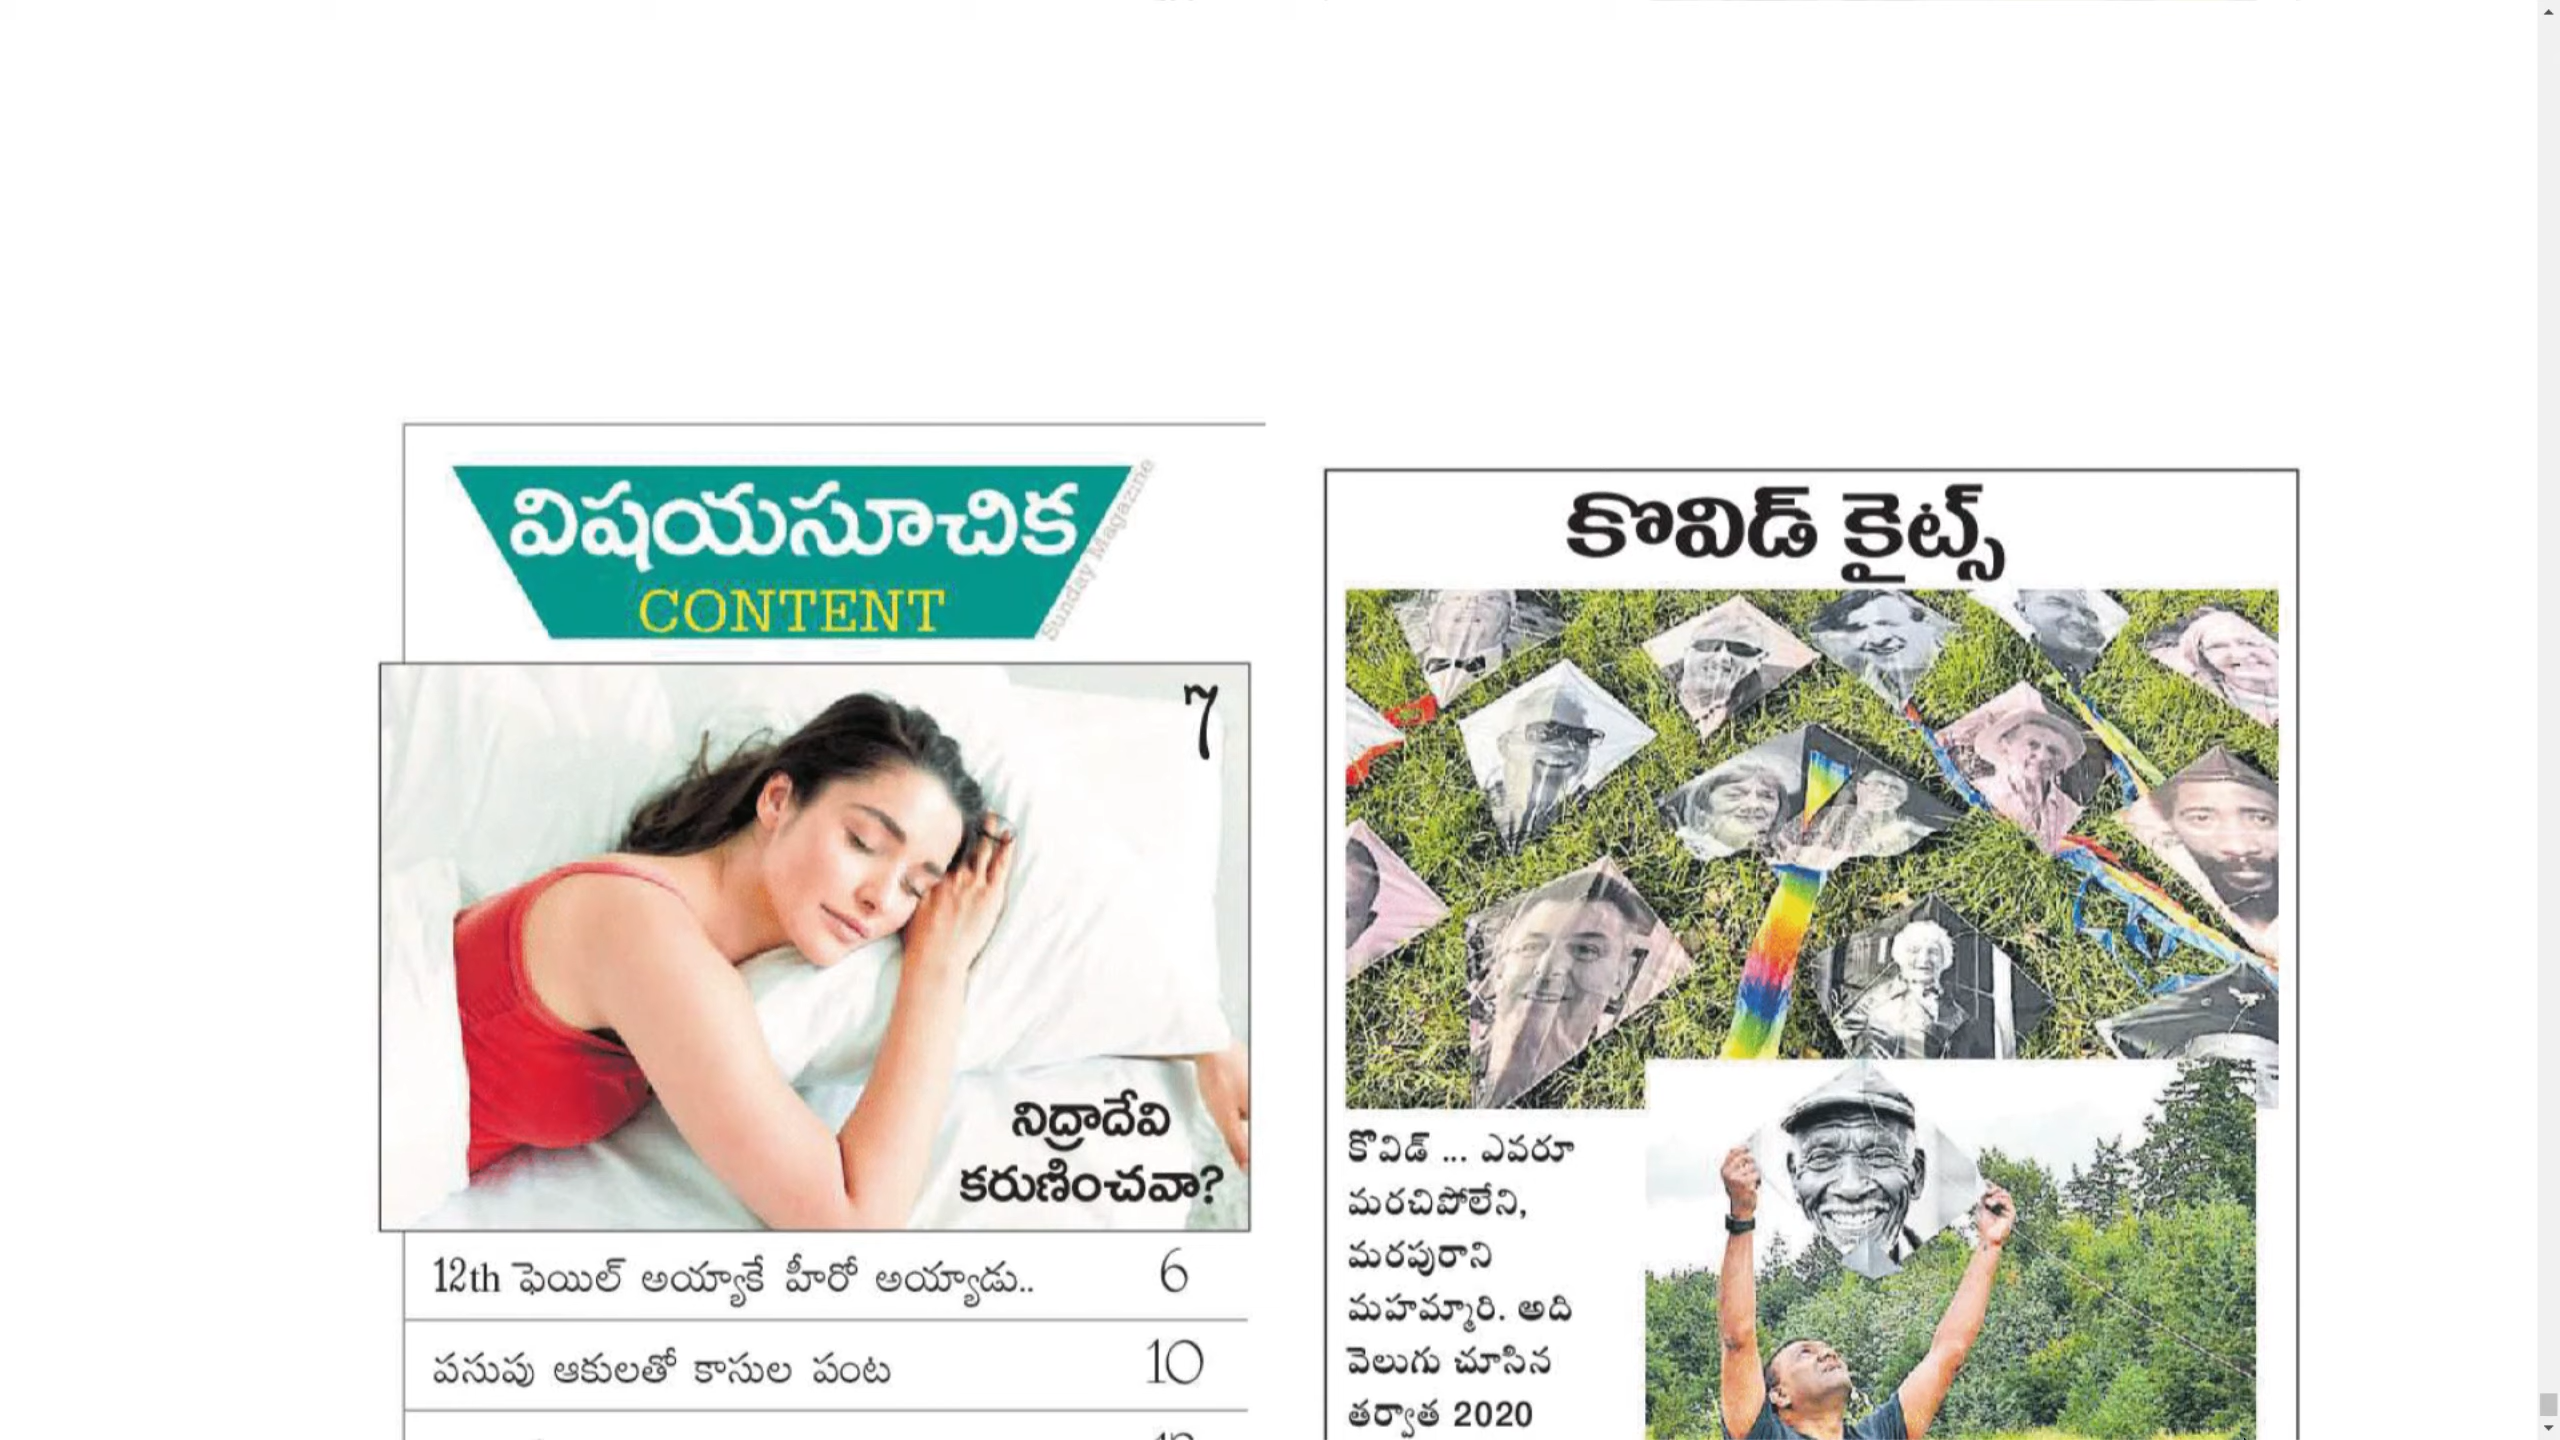 విషయసూచిక
CONTENT
Sunday Magazine
7
నిద్రాదేవి
కరుణించవా?
12th ఫెయిల్ అయ్యాకే హీరో అయ్యాడు.. 6
పసుపు ఆకులతో కాసుల పంట 10
కొవిడ్ కైట్స్
కొవిడ్ ... ఎవరూ
మరచిపోలేని,
మరపురాని
మహమ్మారి. అది
వెలుగు చూసిన
తర్వాత 2020